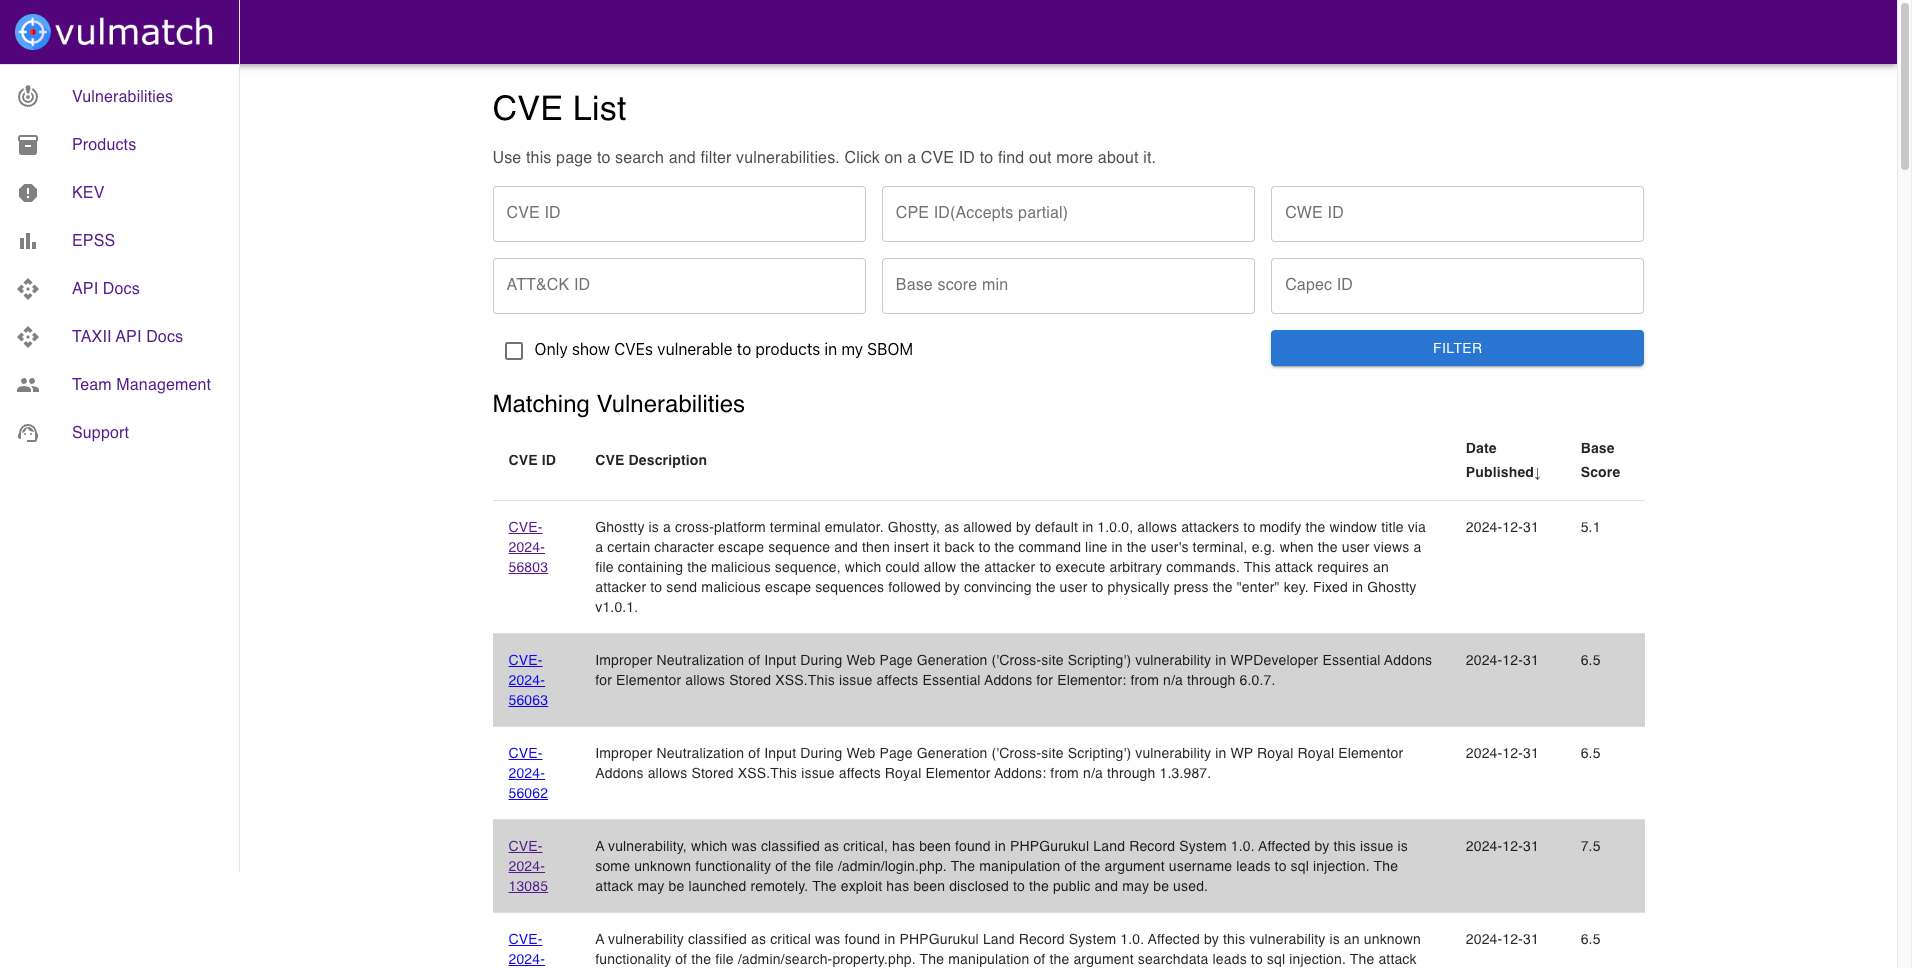 vulmatch
Vulnerabilities
Products
KEV
EPSS
API Docs
TAXII API Docs
Team Management
Support
CVE List
Use this page to search and filter vulnerabilities. Click on a CVE ID to find out more about it.
CVE ID
CPE ID(Accepts partial)
CWE ID
ATT&CK ID
Base score min
Capec ID
Only show CVEs vulnerable to products in my SBOM
FILTER
Matching Vulnerabilities
CVE ID
CVE Description
Date
Published↓
Base
Score
CVE-
2024-
56803
Ghostty is a cross-platform terminal emulator. Ghostty, as allowed by default in 1.0.0, allows attackers to modify the window title via
a certain character escape sequence and then insert it back to the command line in the user's terminal, e.g. when the user views a
file containing the malicious sequence, which could allow the attacker to execute arbitrary commands. This attack requires an
attacker to send malicious escape sequences followed by convincing the user to physically press the "enter" key. Fixed in Ghostty
v1.0.1.
2024-12-31
5.1
CVE-
2024-
56063
Improper Neutralization of Input During Web Page Generation ('Cross-site Scripting') vulnerability in WPDeveloper Essential Addons
for Elementor allows Stored XSS.This issue affects Essential Addons for Elementor: from n/a through 6.0.7.
2024-12-31
6.5
CVE-
2024-
56062
Improper Neutralization of Input During Web Page Generation ('Cross-site Scripting') vulnerability in WP Royal Royal Elementor
Addons allows Stored XSS.This issue affects Royal Elementor Addons: from n/a through 1.3.987.
2024-12-31
6.5
CVE-
2024-
13085
A vulnerability, which was classified as critical, has been found in PHPGurukul Land Record System 1.0. Affected by this issue is
some unknown functionality of the file /admin/login.php. The manipulation of the argument username leads to sql injection. The
attack may be launched remotely. The exploit has been disclosed to the public and may be used.
2024-12-31
7.5
CVE-
2024-
A vulnerability classified as critical was found in PHPGurukul Land Record System 1.0. Affected by this vulnerability is an unknown
functionality of the file /admin/search-property.php. The manipulation of the argument searchdata leads to sql injection. The attack
2024-12-31
6.5